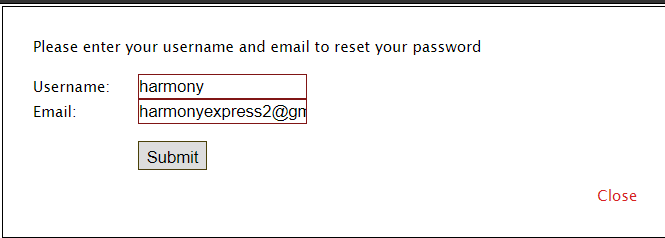 Please enter your username and email to reset your password
Username: harmony
Email: harmonyexpress2@gm
Submit
Close